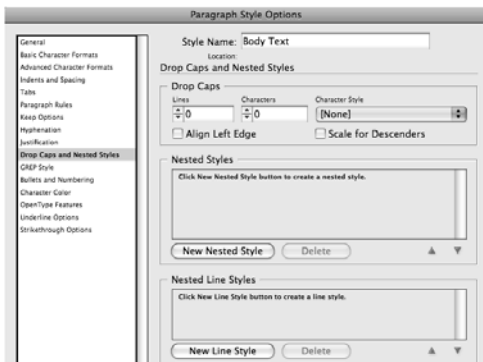 Paragraph Style Options
General
Basic Character Formats
Advanced Character Formats
Indents and Spacing
Tabs
Paragraph Rules
Keep Options
Hyphenation
Justification
Drop Caps and Nested Styles
GREP Style
Bullets and Numbering
Character Color
OpenType Features
Underline Options
Strikethrough Options
Style Name: Body Text
Location:
Drop Caps and Nested Styles
Drop Caps
Lines Characters Character Style
0 0 [None]
Align Left Edge Scale for Descenders
Nested Styles
Click New Nested Style button to create a nested style.
New Nested Style Delete
Nested Line Styles
Click New Line Style button to create a line style.
New Line Style Delete